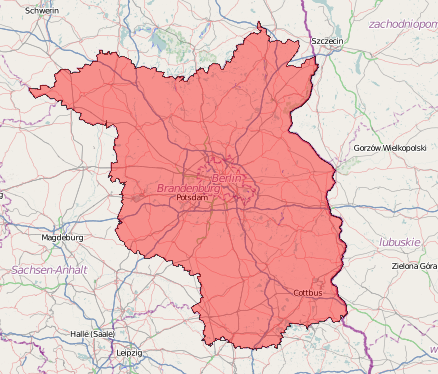 Schwerin
zachodniopom
Szczecin
Gorzów Wielkopolski
Berlin
Brandenburg
Potsdam
Magdeburg
lubuskie
Sachsen-Anhalt
Zielona Góra
Cottbus
Halle (Saale)
Leipzig
w